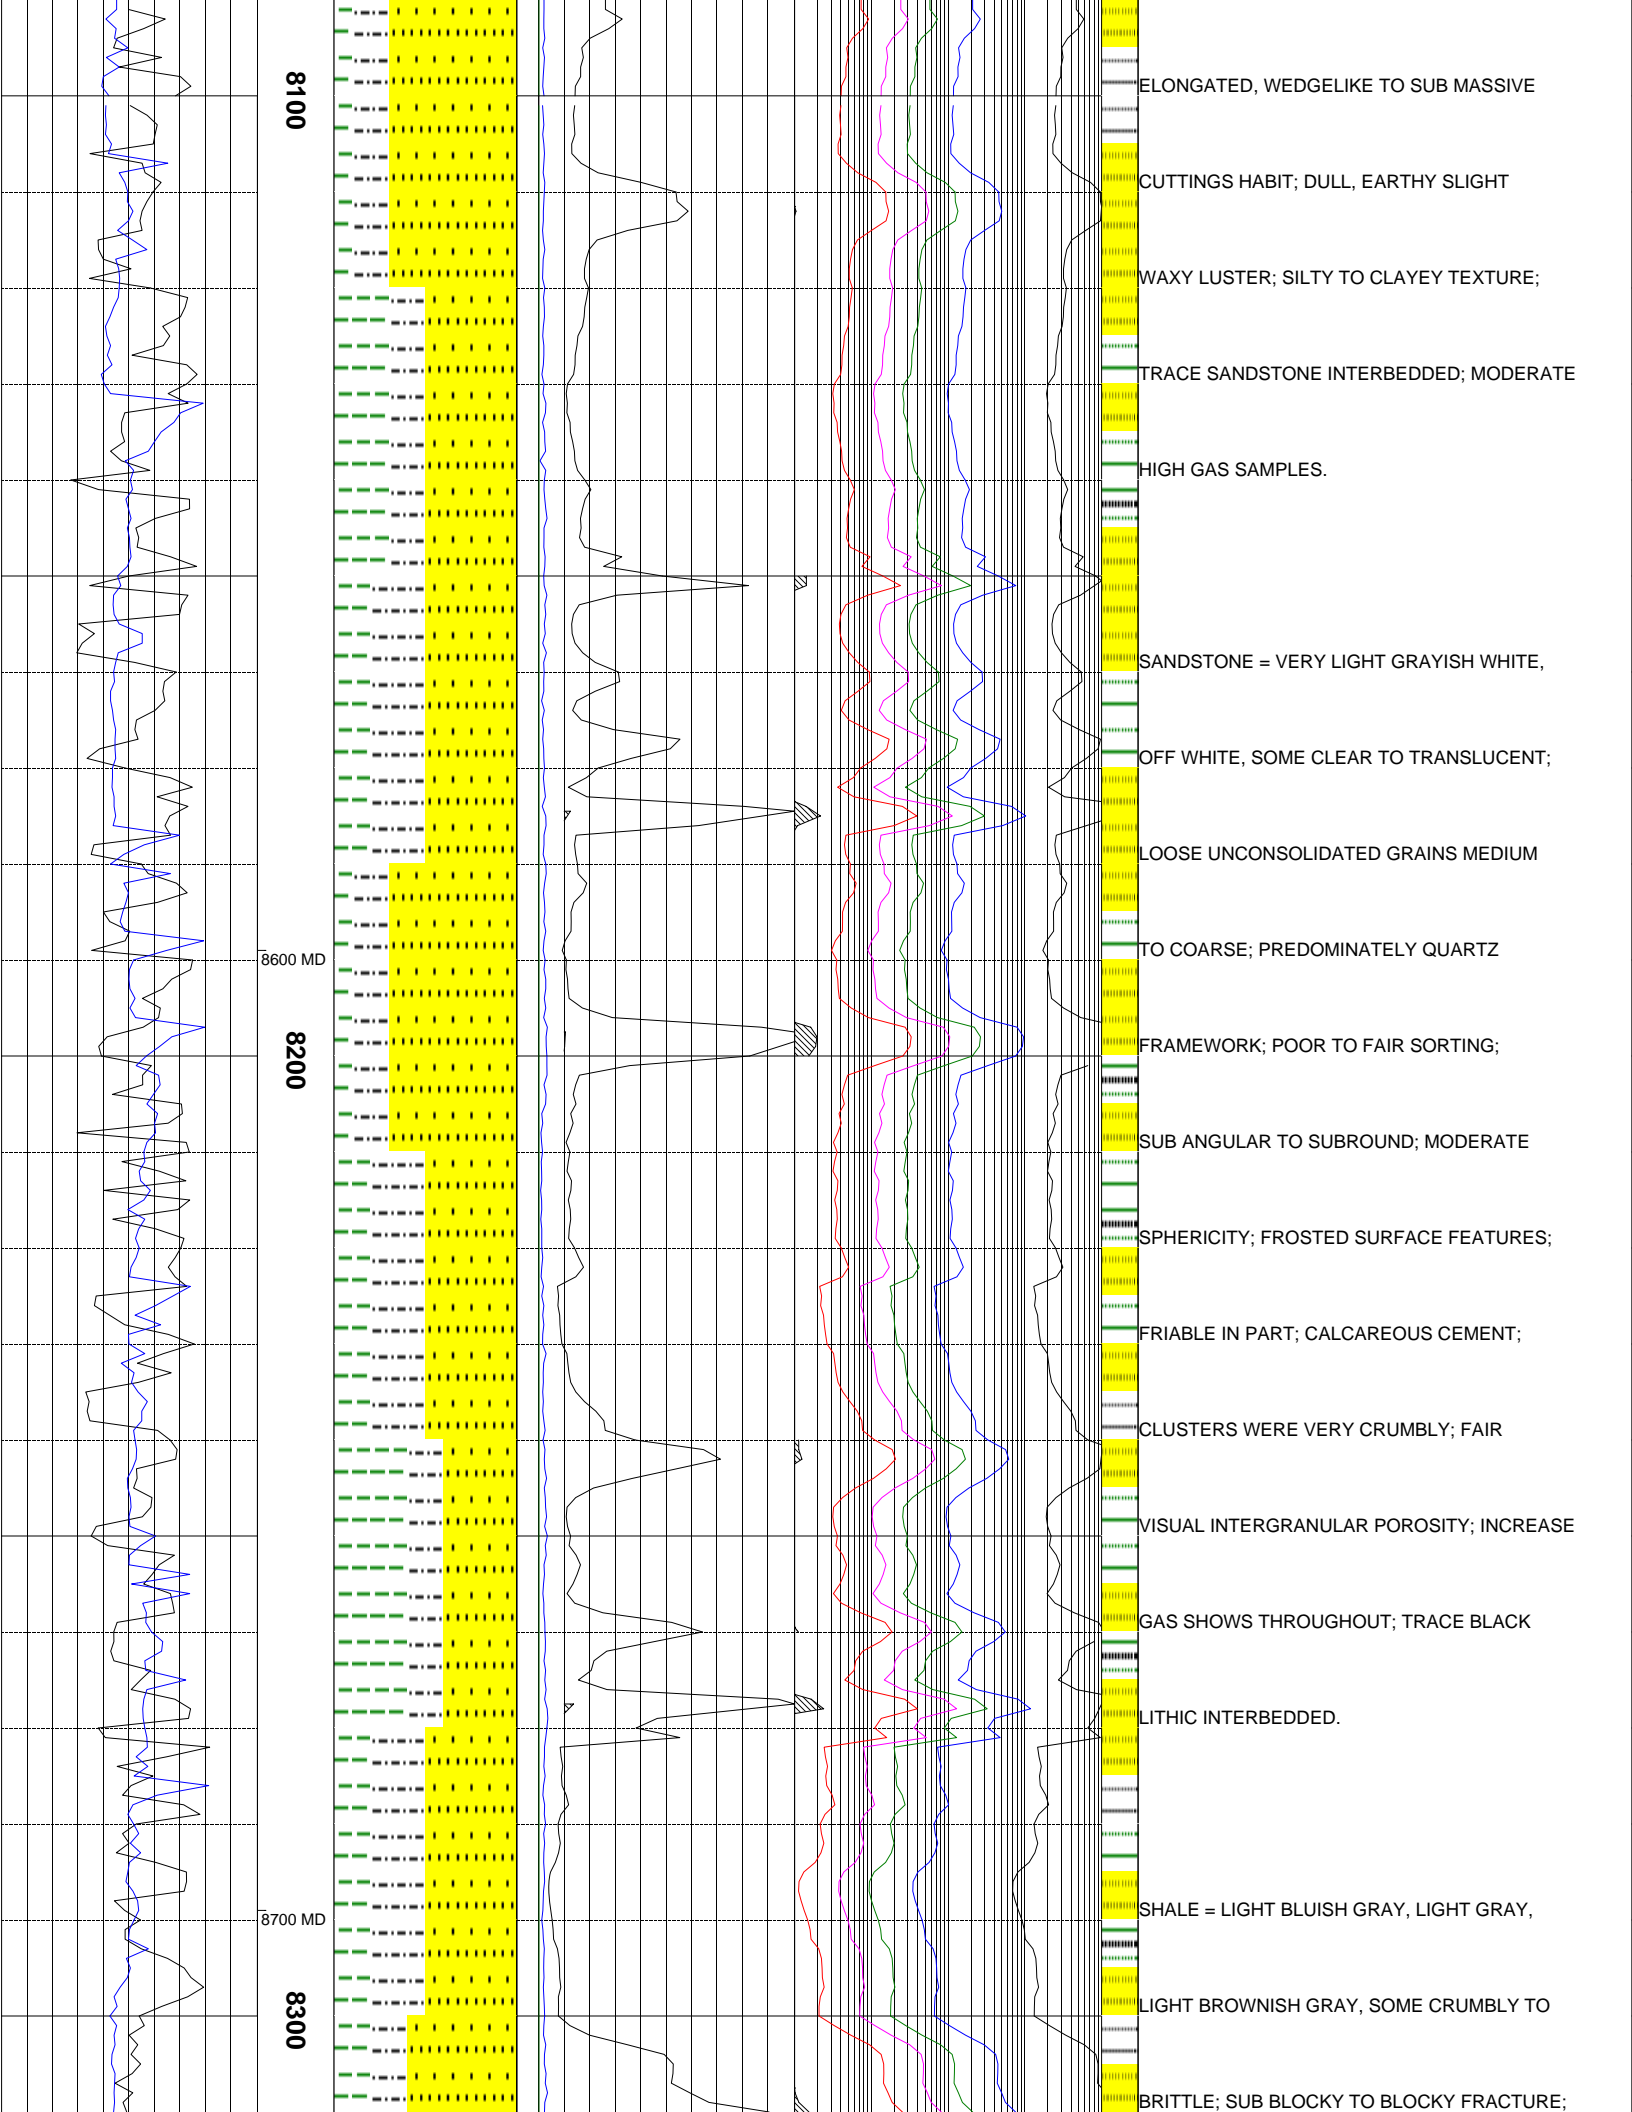 8100
ELONGATED, WEDGELIKE TO SUB MASSIVE
CUTTINGS HABIT; DULL, EARTHY SLIGHT
WAXY LUSTER; SILTY TO CLAYEY TEXTURE;
TRACE SANDSTONE INTERBEDDED; MODERATE
HIGH GAS SAMPLES.
SANDSTONE = VERY LIGHT GRAYISH WHITE,
OFF WHITE, SOME CLEAR TO TRANSLUCENT;
LOOSE UNCONSOLIDATED GRAINS MEDIUM
8600 MD
TO COARSE; PREDOMINATELY QUARTZ
8200
FRAMEWORK; POOR TO FAIR SORTING;
SUB ANGULAR TO SUBROUND; MODERATE
SPHERICITY; FROSTED SURFACE FEATURES;
FRIABLE IN PART; CALCAREOUS CEMENT;
CLUSTERS WERE VERY CRUMBLY; FAIR
VISUAL INTERGRANULAR POROSITY; INCREASE
GAS SHOWS THROUGHOUT; TRACE BLACK
LITHIC INTERBEDDED.
8700 MD
SHALE = LIGHT BLUISH GRAY, LIGHT GRAY,
8300
LIGHT BROWNISH GRAY, SOME CRUMBLY TO
BRITTLE; SUB BLOCKY TO BLOCKY FRACTURE;